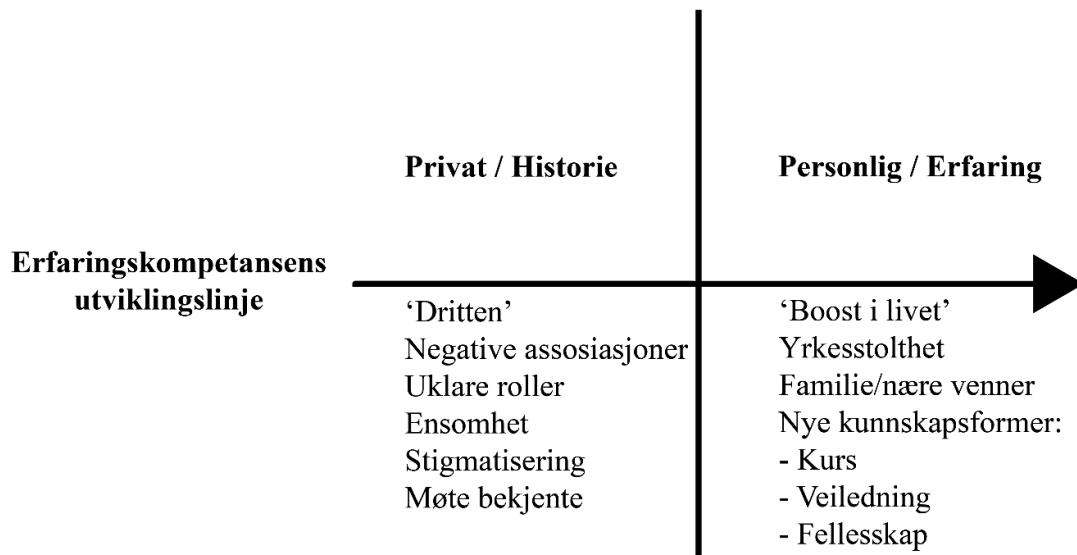 Privat / Historie
Personlig / Erfaring
Erfaringskompetansens
utviklingslinje
‘Dritten’
Negative assosiasjoner
Uklare roller
Ensomhet
Stigmatisering
Møte bekjente
‘Boost i livet’
Yrkesstolthet
Familie/nære venner
Nye kunnskapsformer:
- Kurs
- Veiledning
- Fellesskap